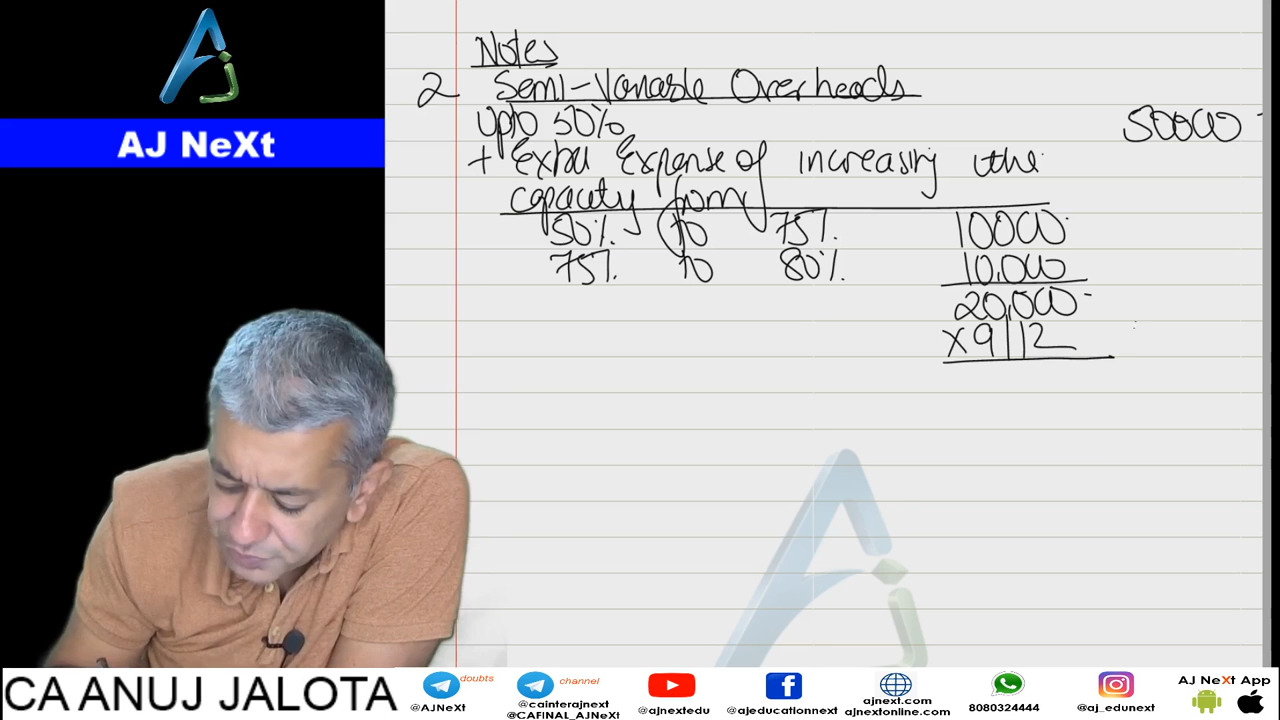 AJ NeXt
Notes
2 Semi-Variable Overheads
Upto 50% 50000
+ Extra Expense of increasing the
capacity from
50% to 75% 10000
75% to 80% 10,000
20,000
X 9/12
CA ANUJ JALOTA
doubts
@AJNeXt
channel
@cainterajnext
@CAFINAL_AJNeXt
@ajnextedu
@ajeducationnext
ajnext.com
ajnextonline.com
8080324444
@aj_edunext
AJ NeXt App